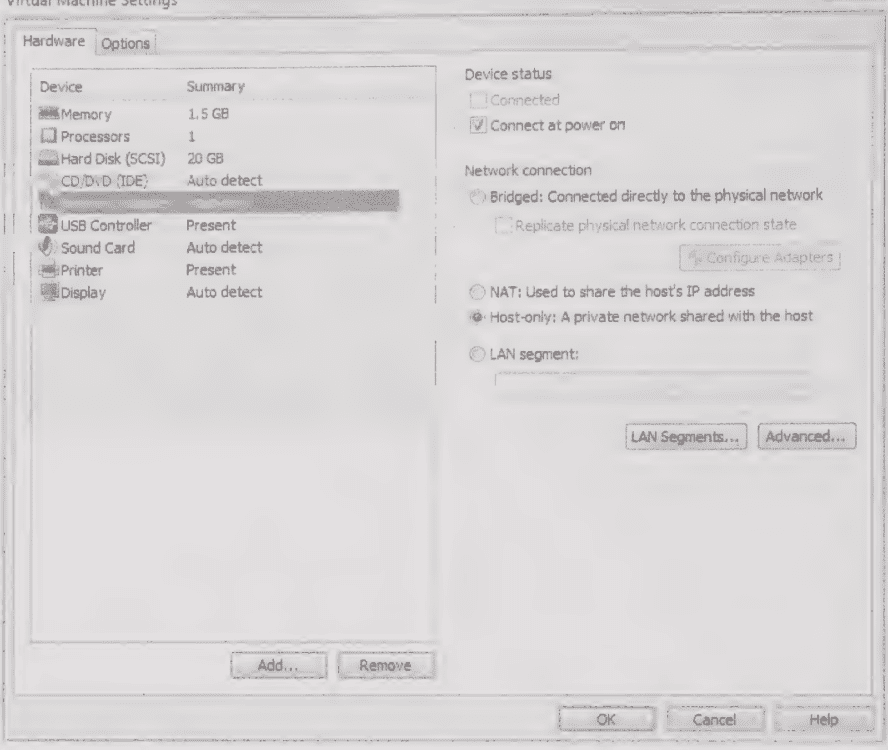 Virtual Machine Settings
Hardware Options
Device Summary
Memory 1.5 GB
Processors 1
Hard Disk (SCSI) 20 GB
CD/DVD (IDE) Auto detect
USB Controller Present
Sound Card Auto detect
Printer Present
Display Auto detect
Add... Remove
Device status
Connected
Connect at power on
Network connection
Bridged: Connected directly to the physical network
Replicate physical network connection state
Configure Adapters
NAT: Used to share the host's IP address
Host-only: A private network shared with the host
LAN segment:
LAN Segments... Advanced...
OK Cancel Help